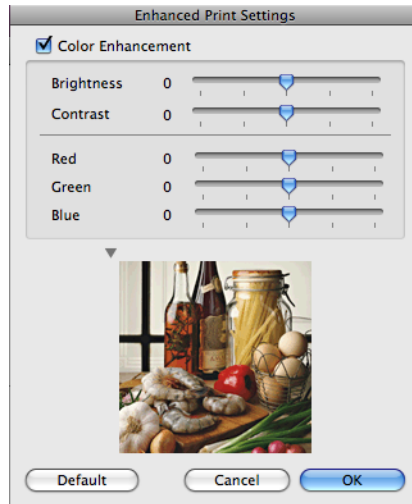 Enhanced Print Settings
Color Enhancement
Brightness 0
Contrast 0
Red 0
Green 0
Blue 0
Default Cancel OK